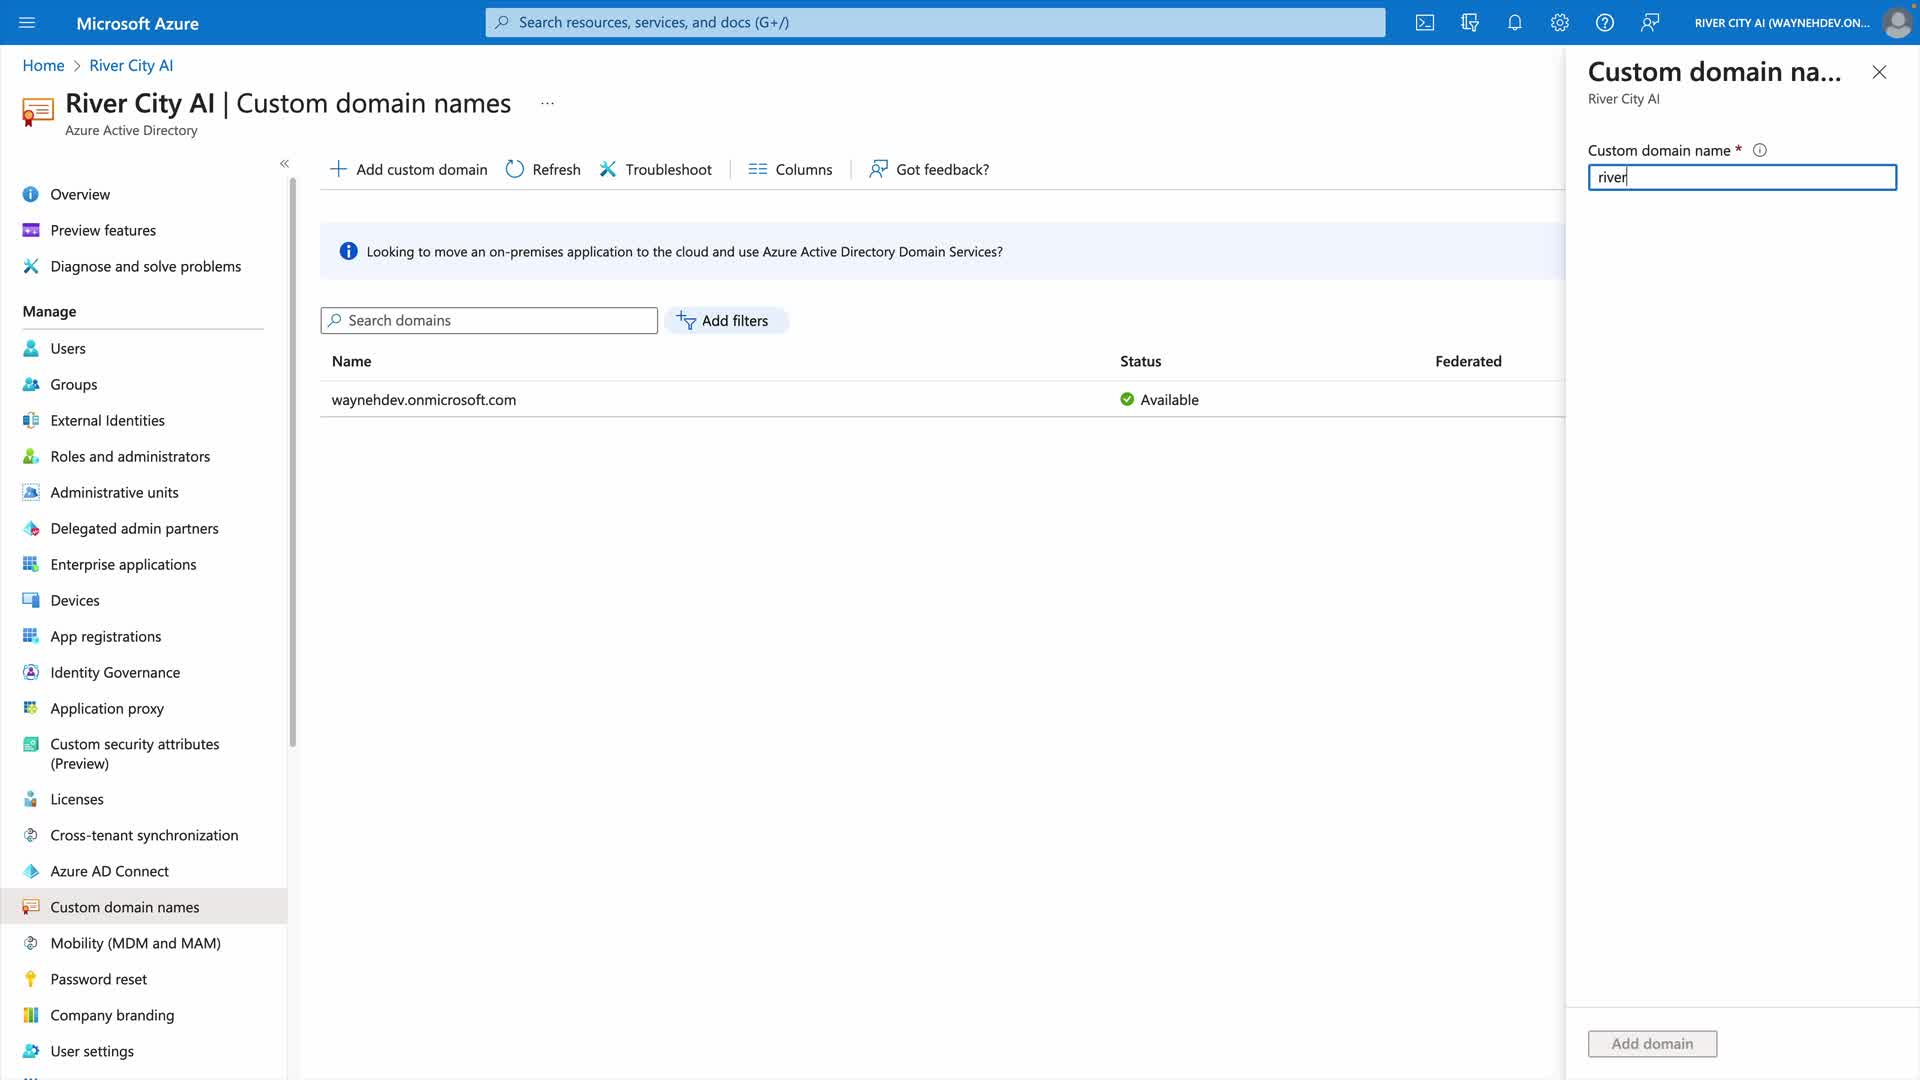 Microsoft Azure
Search resources, services, and docs (G+/)
RIVER CITY AI (WAYNEHDEV.ON...
Home > River City AI
River City AI | Custom domain names ...
Azure Active Directory
«
Overview
Preview features
Diagnose and solve problems
Manage
Users
Groups
External Identities
Roles and administrators
Administrative units
Delegated admin partners
Enterprise applications
Devices
App registrations
Identity Governance
Application proxy
Custom security attributes
(Preview)
Licenses
Cross-tenant synchronization
Azure AD Connect
Custom domain names
Mobility (MDM and MAM)
Password reset
Company branding
User settings
Add custom domain
Refresh
Troubleshoot
Columns
Got feedback?
Looking to move an on-premises application to the cloud and use Azure Active Directory Domain Services?
Search domains
Add filters
Name Status Federated
waynehdev.onmicrosoft.com Available
Custom domain na...
River City AI
Custom domain name *
river
Add domain